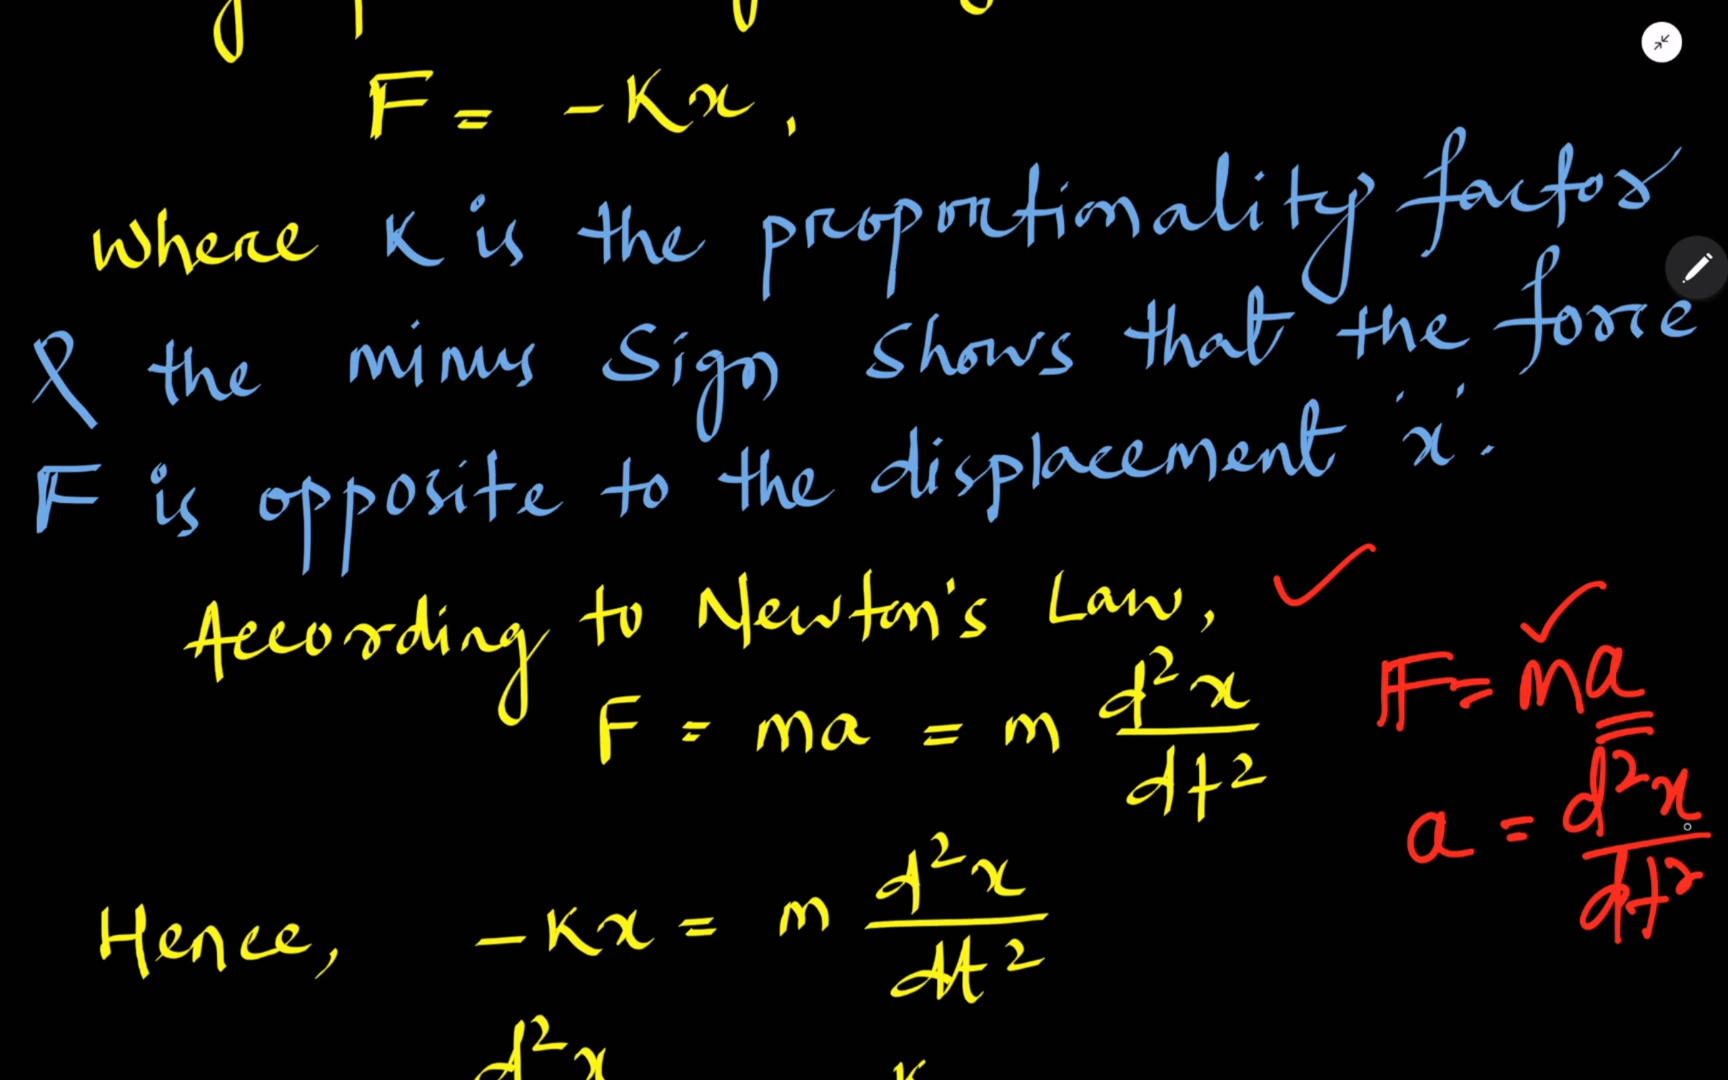 F = -Kx,
Where K is the proportionality factor
& the minus Sign shows that the force
F is opposite to the displacement 'x'.
According to Newton's Law, ✓
F = ma = m d²x/dt²
F = ma ✓
a = d²x/dt²
Hence, -Kx = m d²x/dt²
d²x K